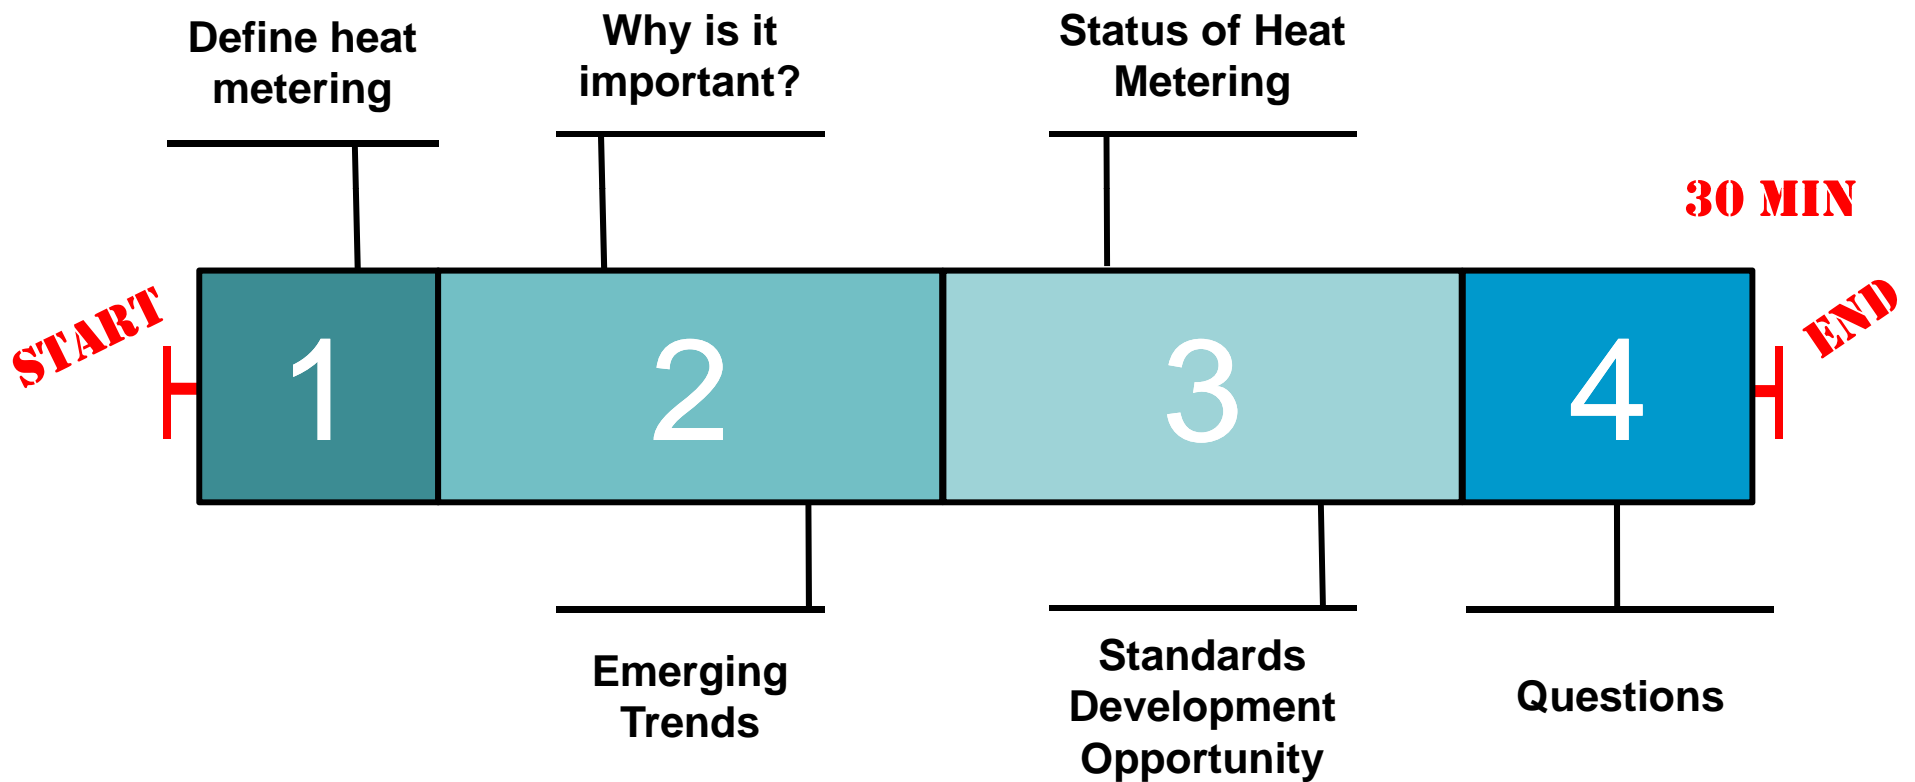 Define heat
metering
Why is it
important?
Status of Heat
Metering
30 MIN
START
END
1
2
3
4
Emerging
Trends
Standards
Development
Opportunity
Questions